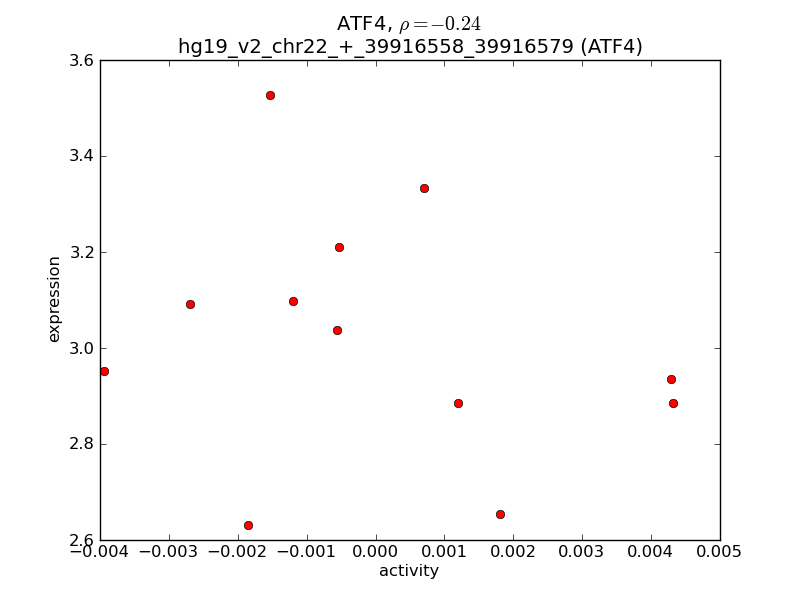 ATF4, ρ = −0.24
hg19_v2_chr22_+_39916558_39916579 (ATF4)
3.6
3.4
3.2
3.0
2.8
2.6
expression
−0.004 −0.003 −0.002 −0.001 0.000 0.001 0.002 0.003 0.004 0.005
activity